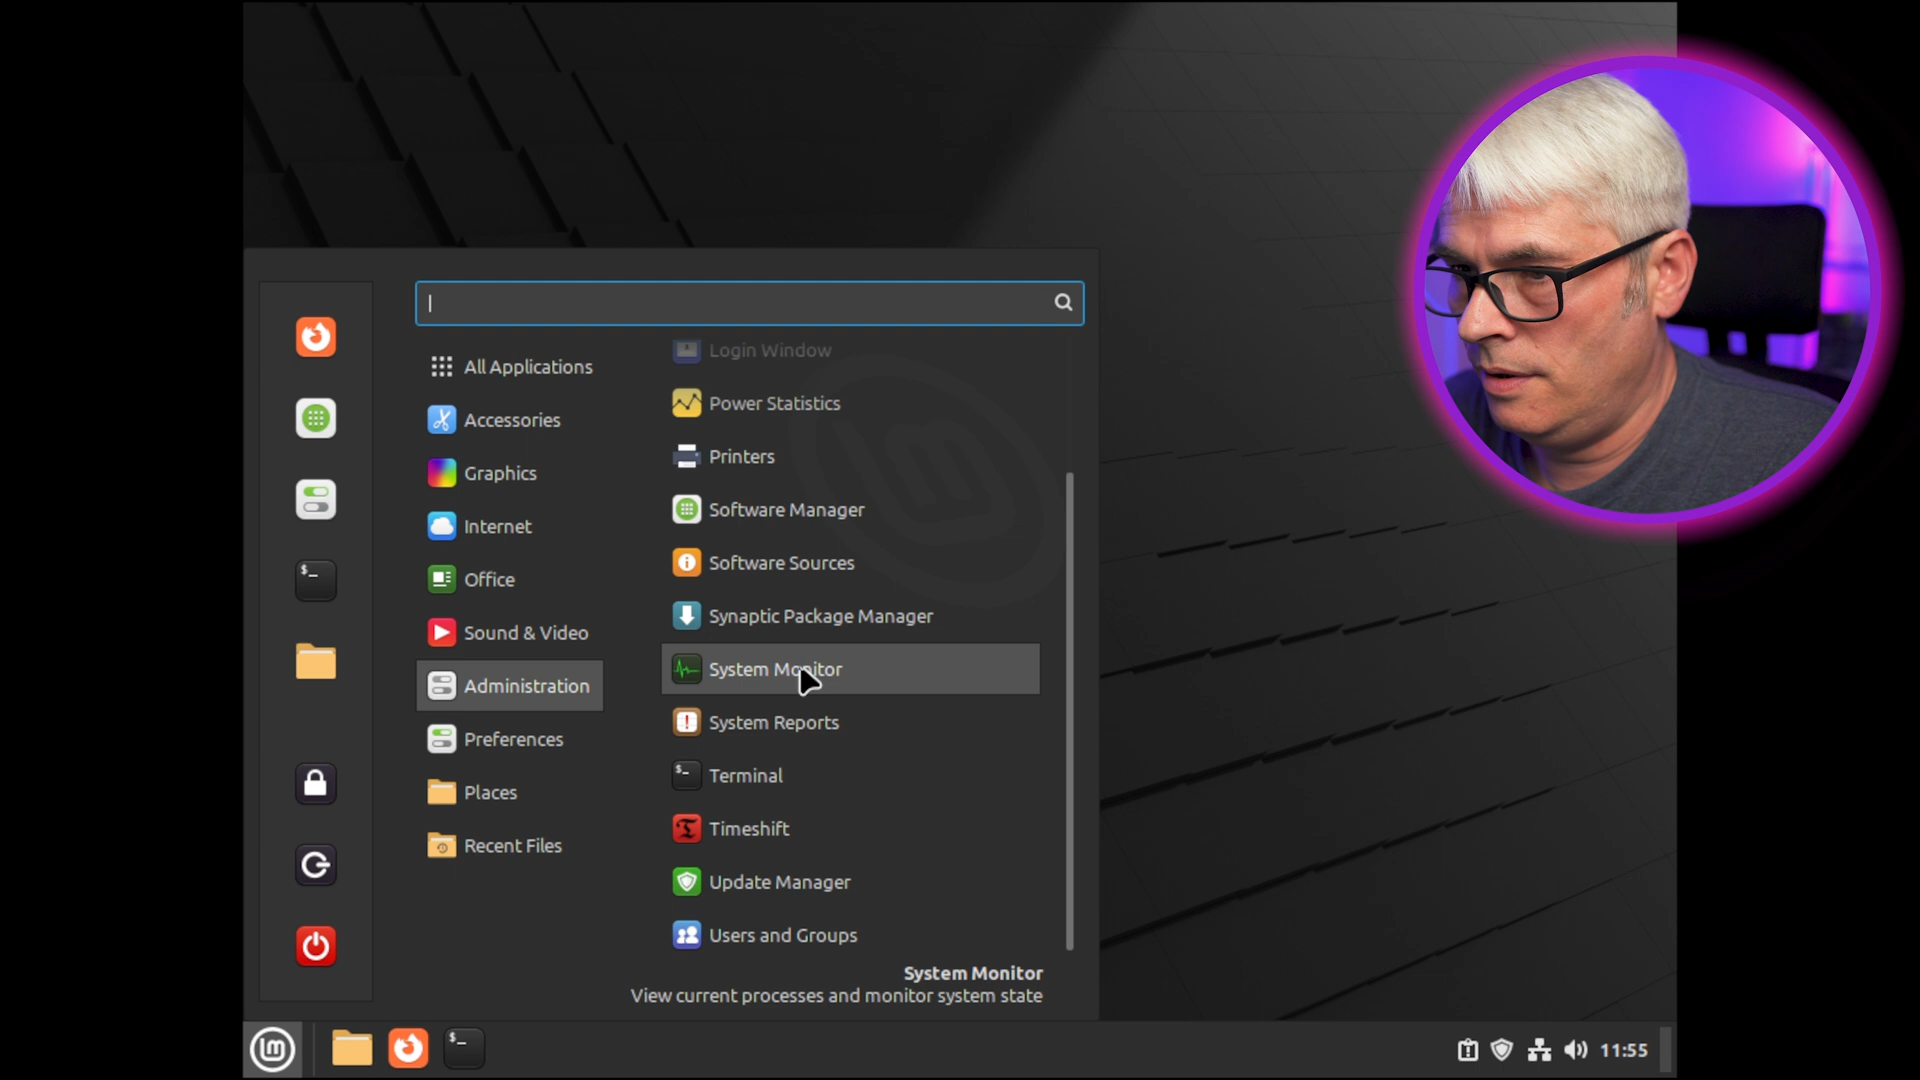 All Applications
Accessories
Graphics
Internet
Office
Sound & Video
Administration
Preferences
Places
Recent Files
Login Window
Power Statistics
Printers
Software Manager
Software Sources
Synaptic Package Manager
System Monitor
System Reports
Terminal
Timeshift
Update Manager
Users and Groups
System Monitor
View current processes and monitor system state
11:55